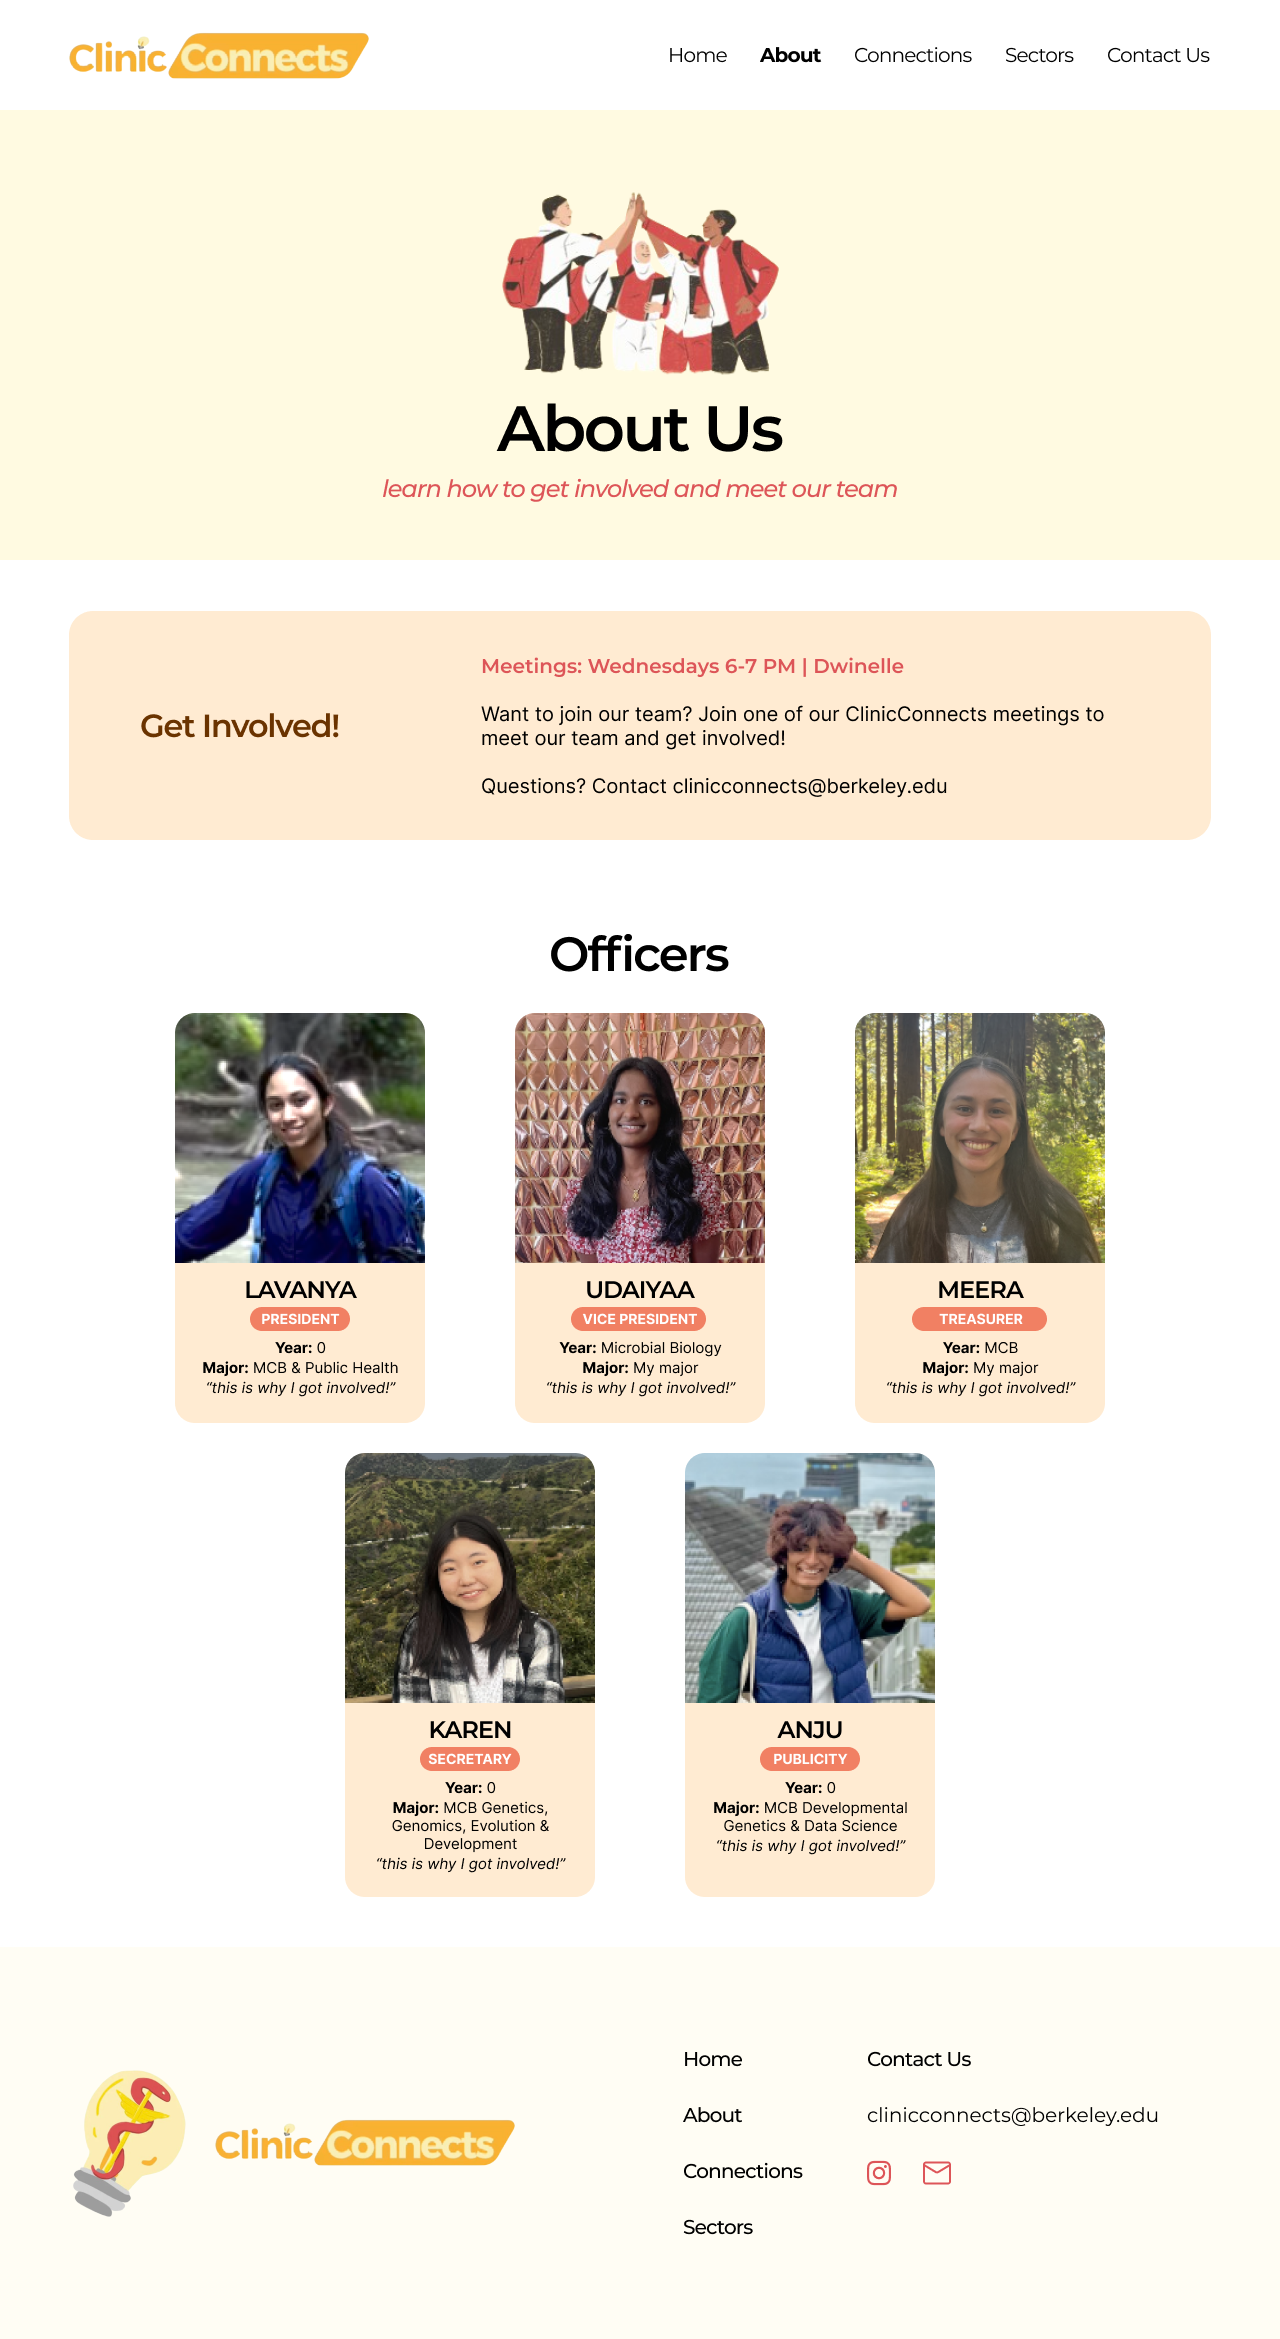 Clinic Connects
Home About Connections Sectors Contact Us
About Us
learn how to get involved and meet our team
Get Involved!
Meetings: Wednesdays 6-7 PM | Dwinelle
Want to join our team? Join one of our ClinicConnects meetings to
meet our team and get involved!
Questions? Contact clinicconnects@berkeley.edu
Officers
LAVANYA
PRESIDENT
Year: 0
Major: MCB & Public Health
“this is why I got involved!”
UDAIYAA
VICE PRESIDENT
Year: Microbial Biology
Major: My major
“this is why I got involved!”
MEERA
TREASURER
Year: MCB
Major: My major
“this is why I got involved!”
KAREN
SECRETARY
Year: 0
Major: MCB Genetics,
Genomics, Evolution &
Development
“this is why I got involved!”
ANJU
PUBLICITY
Year: 0
Major: MCB Developmental
Genetics & Data Science
“this is why I got involved!”
Clinic Connects
Home
About
Connections
Sectors
Contact Us
clinicconnects@berkeley.edu